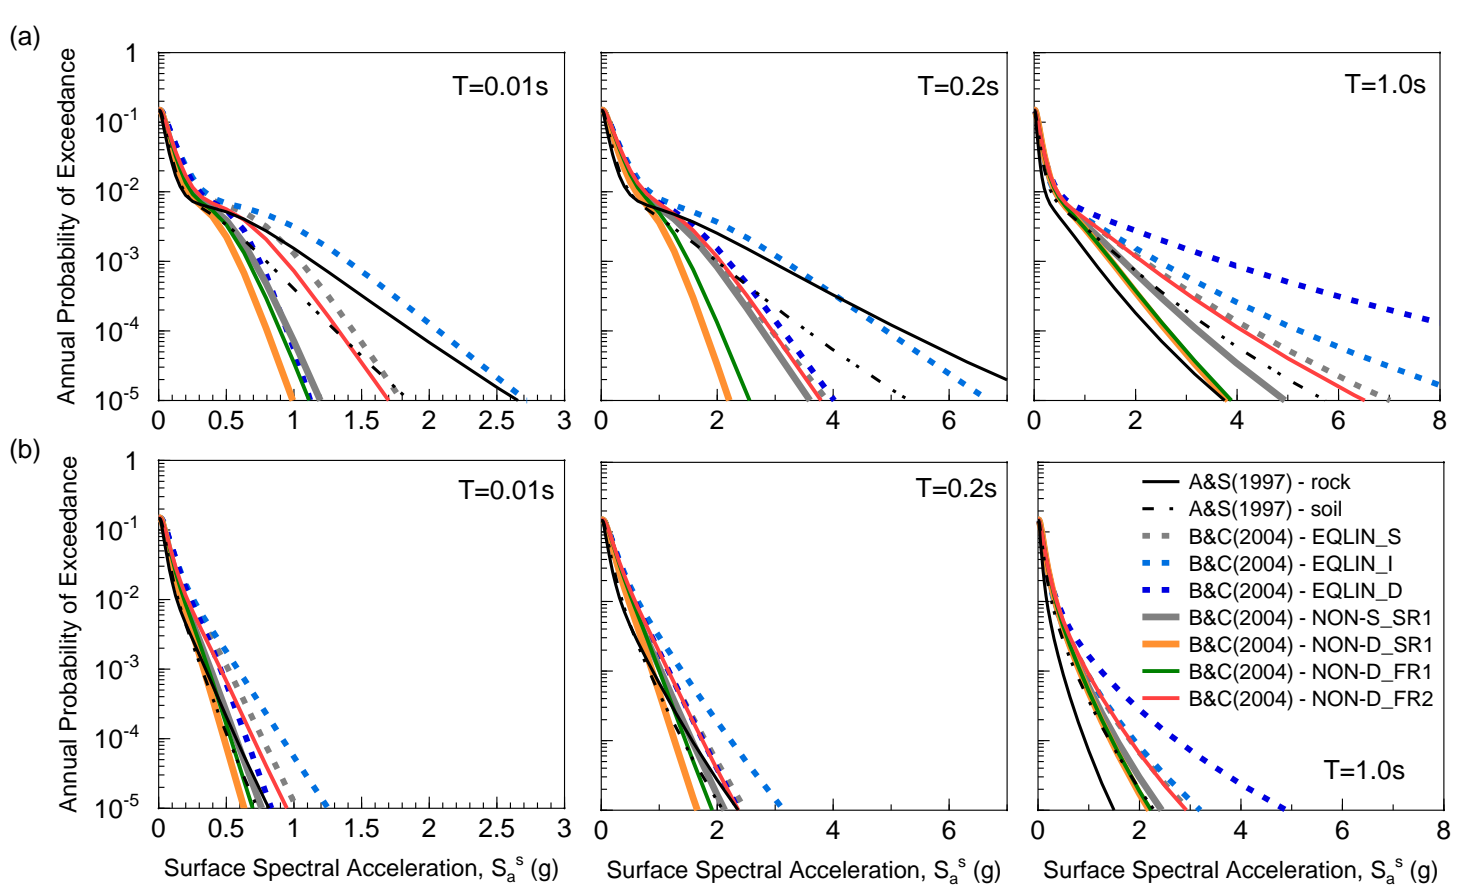 (a)
Annual Probability of Exceedance
1
10^-1
10^-2
10^-3
10^-4
10^-5
T=0.01s
0 0.5 1 1.5 2 2.5 3
T=0.2s
0 2 4 6
T=1.0s
0 2 4 6 8
(b)
Annual Probability of Exceedance
1
10^-1
10^-2
10^-3
10^-4
10^-5
T=0.01s
0 0.5 1 1.5 2 2.5 3
Surface Spectral Acceleration, S_a^s (g)
T=0.2s
0 2 4 6 8
Surface Spectral Acceleration, S_a^s (g)
A&S(1997) - rock
A&S(1997) - soil
B&C(2004) - EQLIN_S
B&C(2004) - EQLIN_I
B&C(2004) - EQLIN_D
B&C(2004) - NON-S_SR1
B&C(2004) - NON-D_SR1
B&C(2004) - NON-D_FR1
B&C(2004) - NON-D_FR2
T=1.0s
0 2 4 6 8
Surface Spectral Acceleration, S_a^s (g)